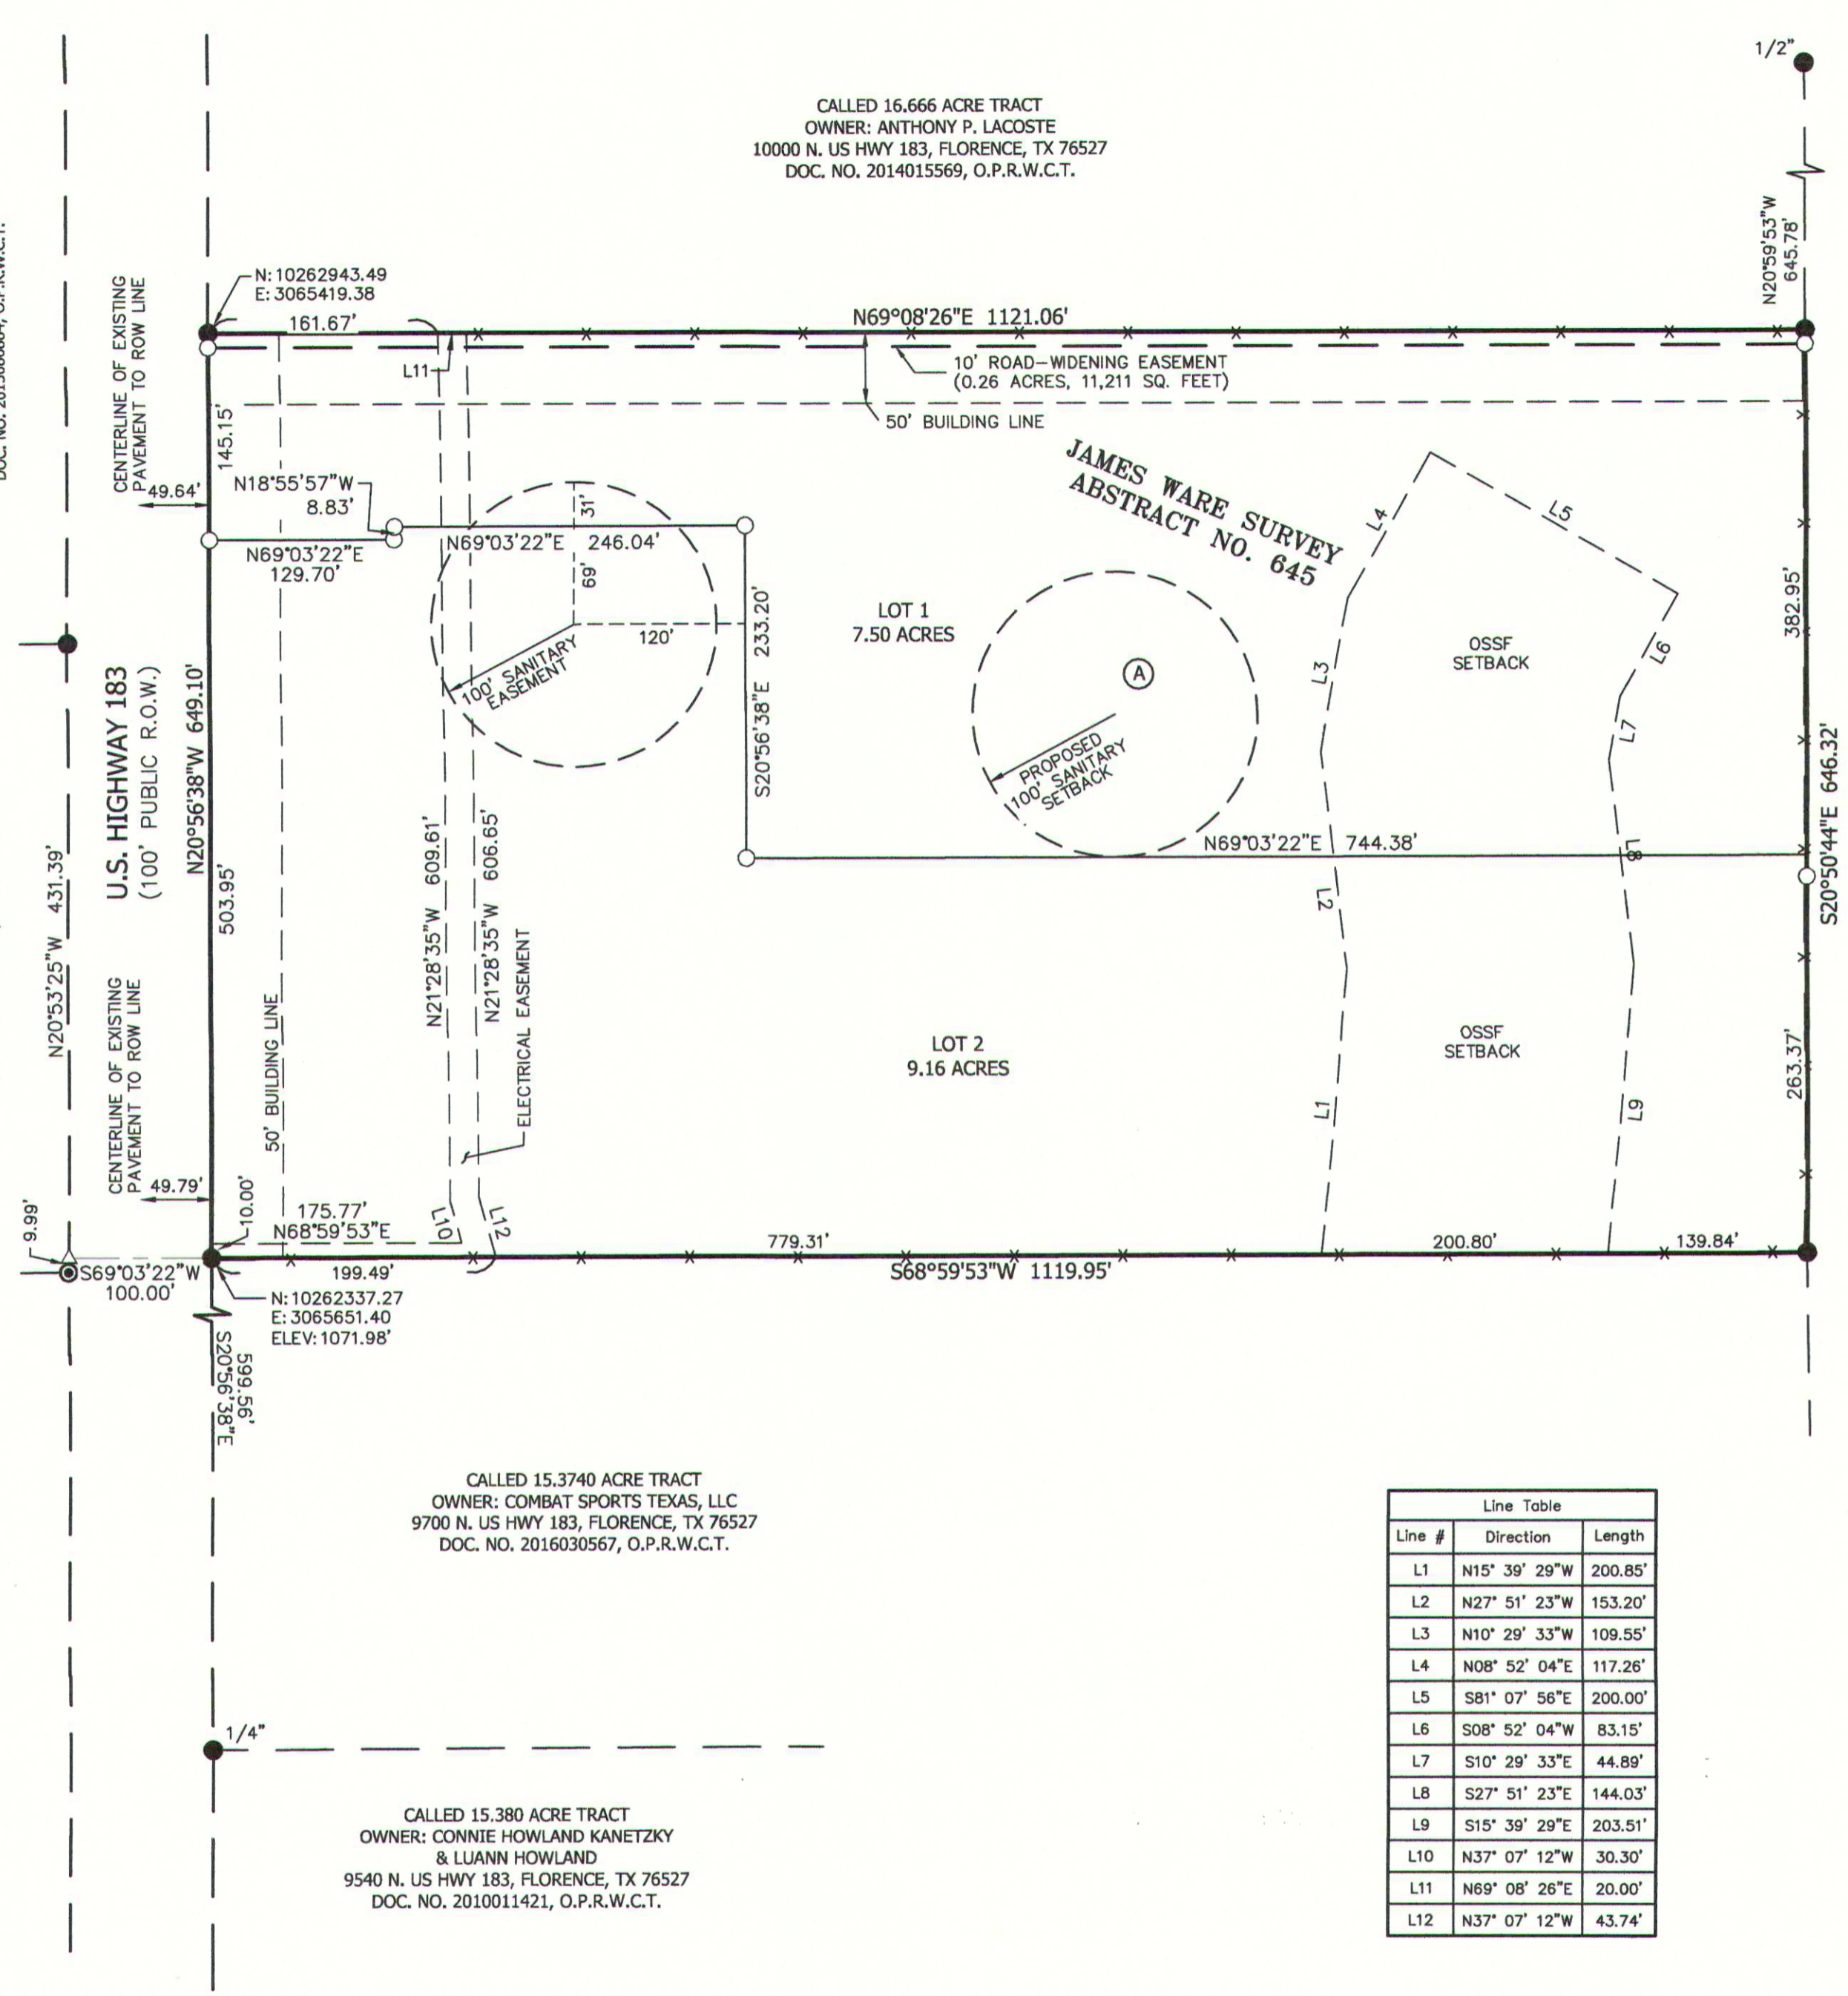 1/2"
CALLED 16.666 ACRE TRACT
OWNER: ANTHONY P. LACOSTE
10000 N. US HWY 183, FLORENCE, TX 76527
DOC. NO. 2014015569, O.P.R.W.C.T.
N20°59'53"W
645.78'
N: 10262943.49
E: 3065419.38
161.67'
N69°08'26"E 1121.06'
CENTERLINE OF EXISTING
PAVEMENT TO ROW LINE
49.64'
L11
10' ROAD-WIDENING EASEMENT
(0.26 ACRES, 11,211 SQ. FEET)
50' BUILDING LINE
145.15'
N18°55'57"W
8.83'
N69°03'22"E
129.70'
N69°03'22"E 246.04'
31'
69'
120'
100' SANITARY
EASEMENT
S20°56'38"E 233.20'
JAMES WARE SURVEY
ABSTRACT NO. 645
LOT 1
7.50 ACRES
A
PROPOSED
100' SANITARY
SETBACK
L4
L5
L3
L6
L7
OSSF
SETBACK
382.95'
U.S. HIGHWAY 183
(100' PUBLIC R.O.W.)
N20°56'38"W 649.10'
N69°03'22"E 744.38'
L8
L2
S20°50'44"E 646.32'
N20°53'25"W 431.39'
503.95'
N21°28'35"W 609.61'
N21°28'35"W 606.65'
ELECTRICAL EASEMENT
50' BUILDING LINE
LOT 2
9.16 ACRES
OSSF
SETBACK
L1
L9
263.37'
CENTERLINE OF EXISTING
PAVEMENT TO ROW LINE
49.79'
10.00'
9.99'
175.77'
N68°59'53"E
L10
L12
779.31'
200.80'
139.84'
S69°03'22"W
100.00'
199.49'
S68°59'53"W 1119.95'
N: 10262337.27
E: 3065651.40
ELEV: 1071.98'
599.56'
S20°56'38"E
CALLED 15.3740 ACRE TRACT
OWNER: COMBAT SPORTS TEXAS, LLC
9700 N. US HWY 183, FLORENCE, TX 76527
DOC. NO. 2016030567, O.P.R.W.C.T.
1/4"
CALLED 15.380 ACRE TRACT
OWNER: CONNIE HOWLAND KANETZKY
& LUANN HOWLAND
9540 N. US HWY 183, FLORENCE, TX 76527
DOC. NO. 2010011421, O.P.R.W.C.T.
Line Table
Line # Direction Length
L1 N15° 39' 29"W 200.85'
L2 N27° 51' 23"W 153.20'
L3 N10° 29' 33"W 109.55'
L4 N08° 52' 04"E 117.26'
L5 S81° 07' 56"E 200.00'
L6 S08° 52' 04"W 83.15'
L7 S10° 29' 33"E 44.89'
L8 S27° 51' 23"E 144.03'
L9 S15° 39' 29"E 203.51'
L10 N37° 07' 12"W 30.30'
L11 N69° 08' 26"E 20.00'
L12 N37° 07' 12"W 43.74'